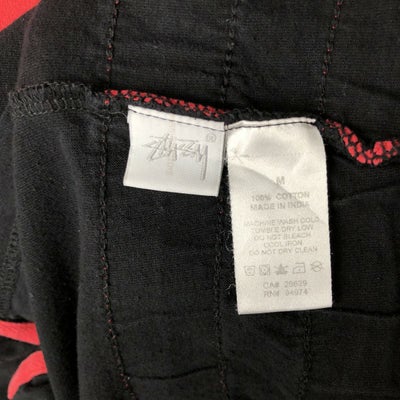 Stüssy
®
M
100% COTTON
MADE IN INDIA
MACHINE WASH COLD
TUMBLE DRY LOW
DO NOT BLEACH
COOL IRON
DO NOT DRY CLEAN
CA# 26629
RN# 94974